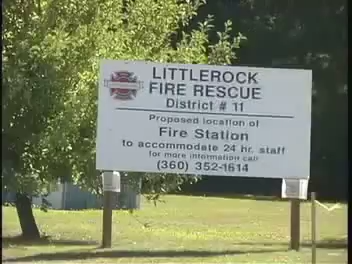 LITTLEROCK
FIRE RESCUE
District # 11
Proposed location of
Fire Station
to accommodate 24 hr. staff
for more information call
(360) 352-1614